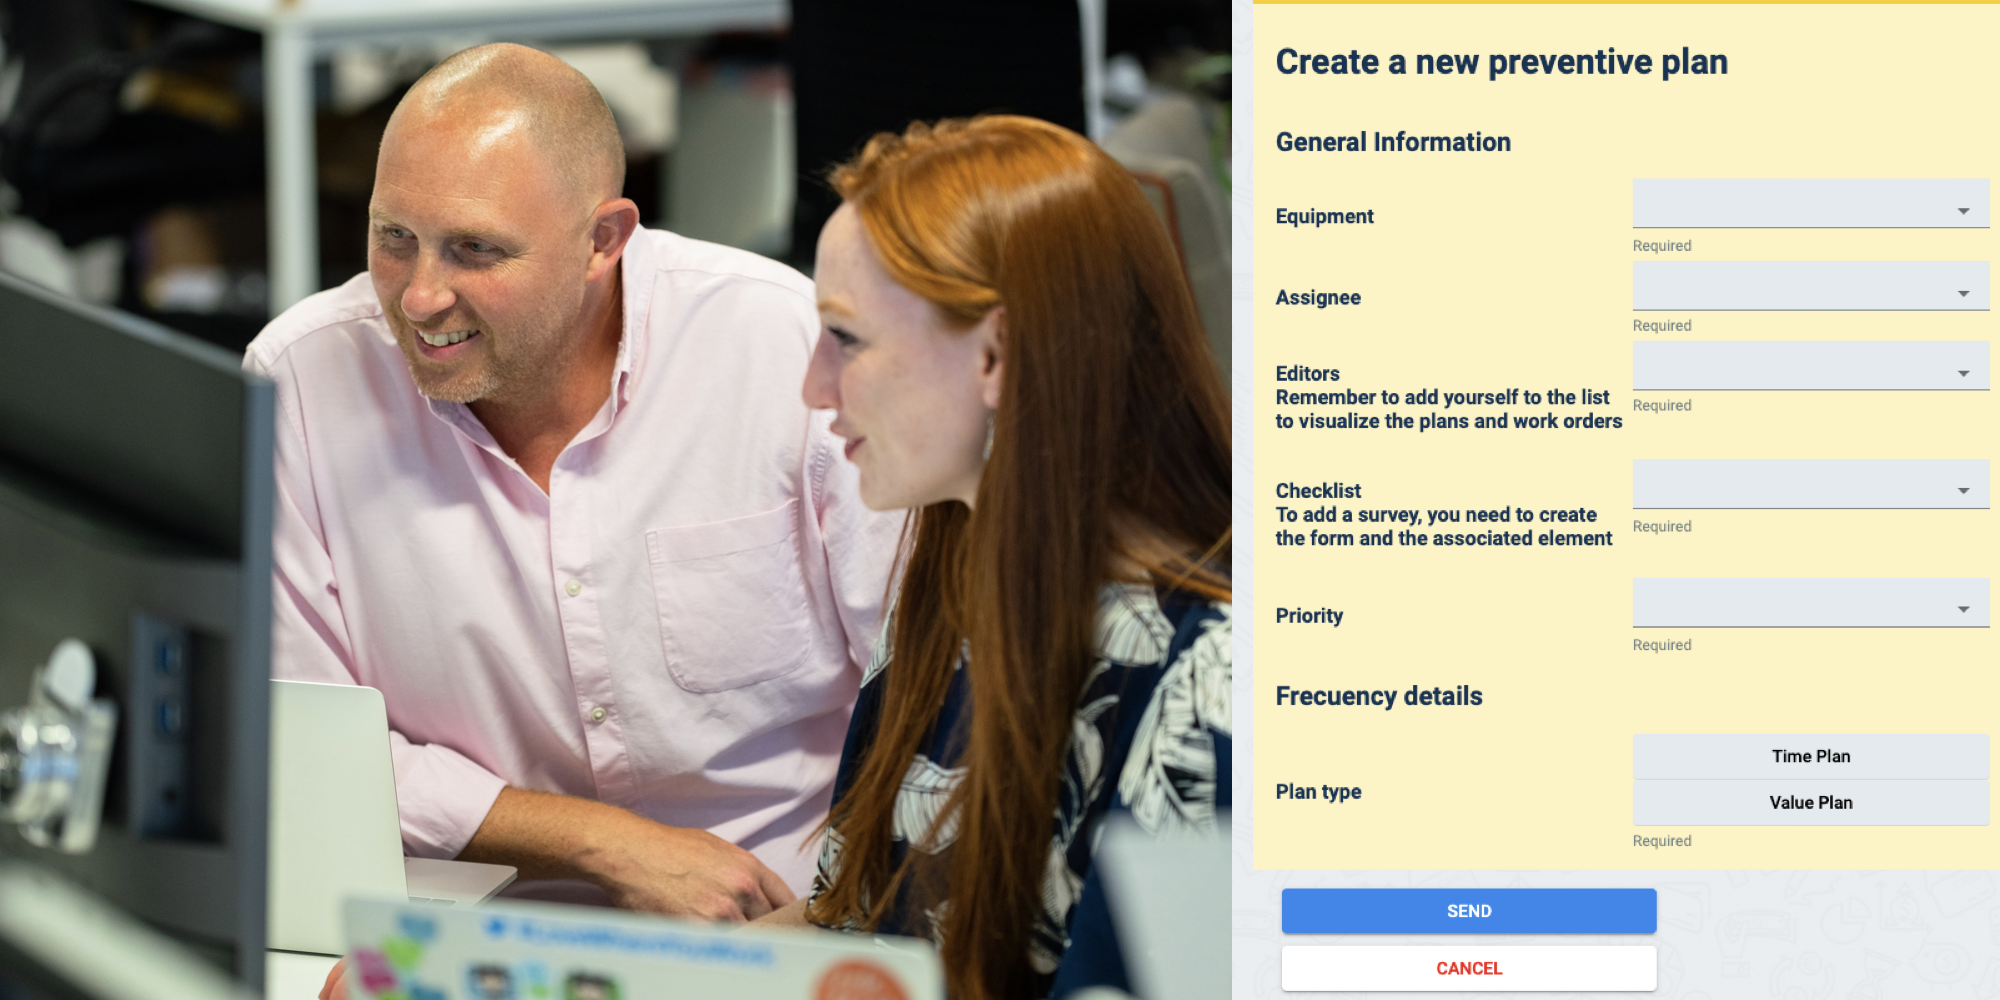 Create a new preventive plan
General Information
Equipment
Required
Assignee
Required
Editors
Remember to add yourself to the list
to visualize the plans and work orders
Required
Checklist
To add a survey, you need to create
the form and the associated element
Required
Priority
Required
Frecuency details
Plan type
Time Plan
Value Plan
Required
SEND
CANCEL